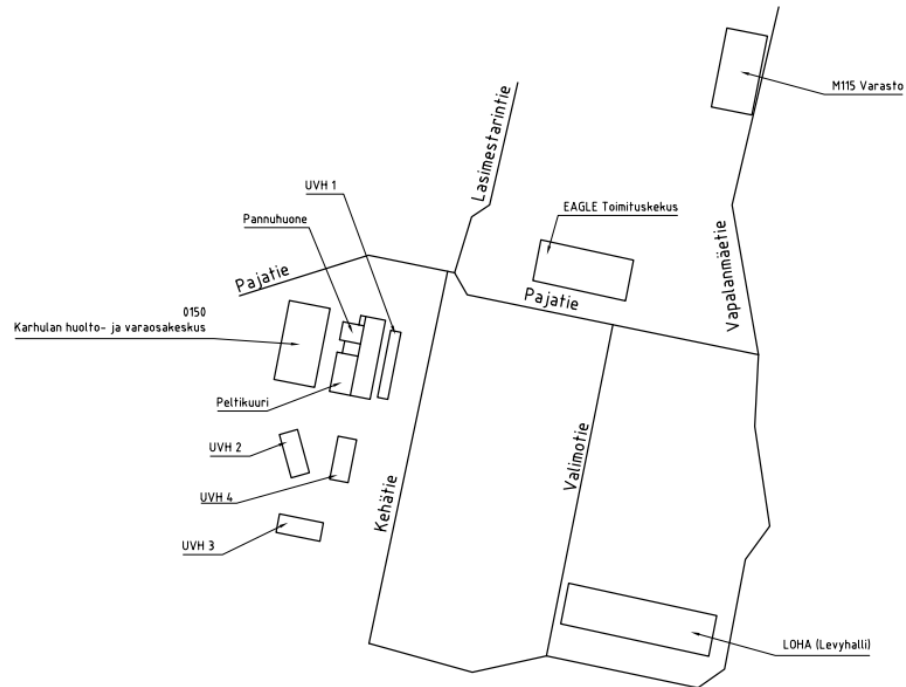 M115 Varasto
Lasimestarintie
UVH 1
Pannuhuone
EAGLE Toimituskekus
Vapalanmäetie
Pajatie
Pajatie
0150
Karhulan huolto- ja varaosakeskus
Peltikuuri
UVH 2
UVH 4
Kehätie
Valimotie
UVH 3
LOHA (Levyhalli)